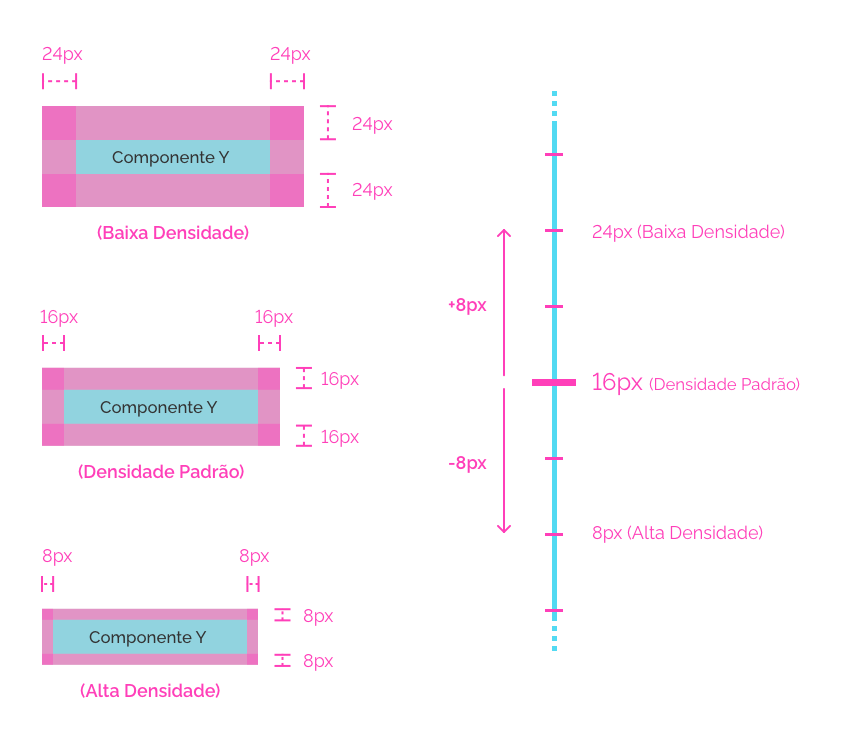 24px 24px
24px
Componente Y
24px
(Baixa Densidade)
16px 16px
16px
Componente Y
16px
(Densidade Padrão)
8px 8px
8px
Componente Y
8px
(Alta Densidade)
24px (Baixa Densidade)
+8px
16px (Densidade Padrão)
-8px
8px (Alta Densidade)